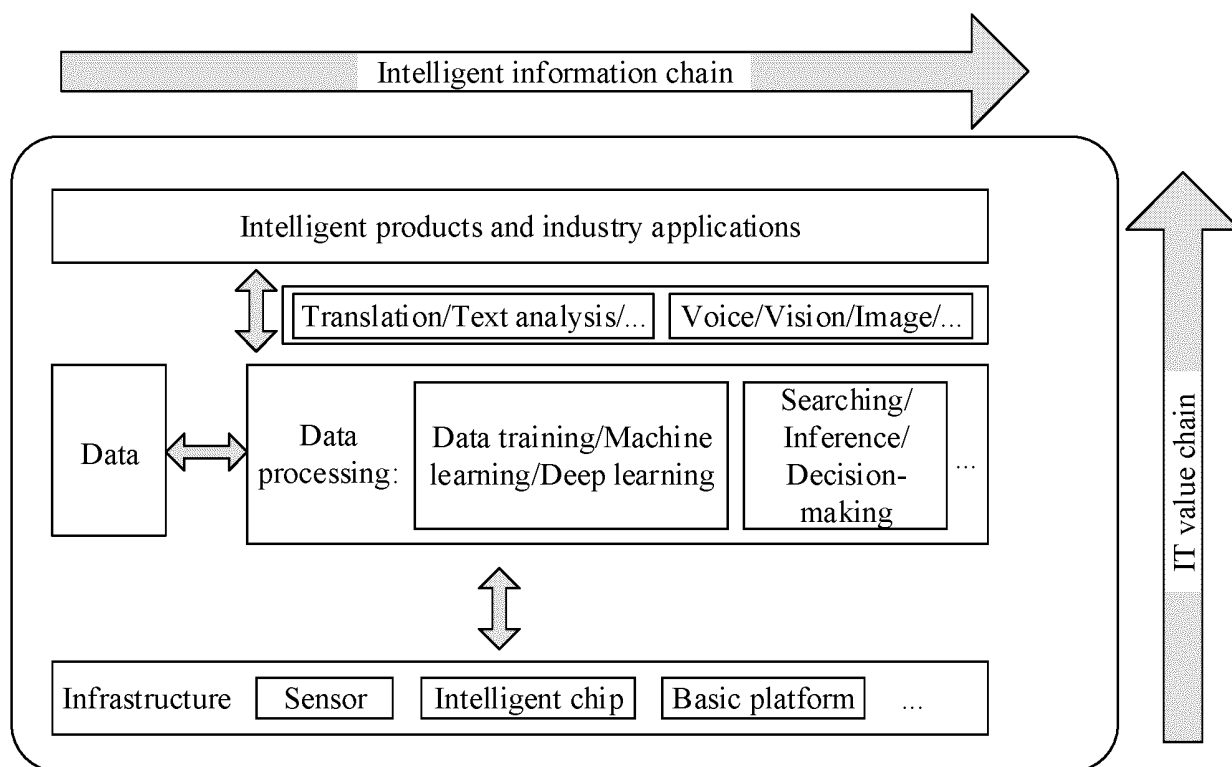 Intelligent information chain
Intelligent products and industry applications
Translation/Text analysis/...
Voice/Vision/Image/...
Data
Data
processing:
Data training/Machine
learning/Deep learning
Searching/
Inference/
Decision-
making
...
Infrastructure
Sensor
Intelligent chip
Basic platform
...
IT value chain